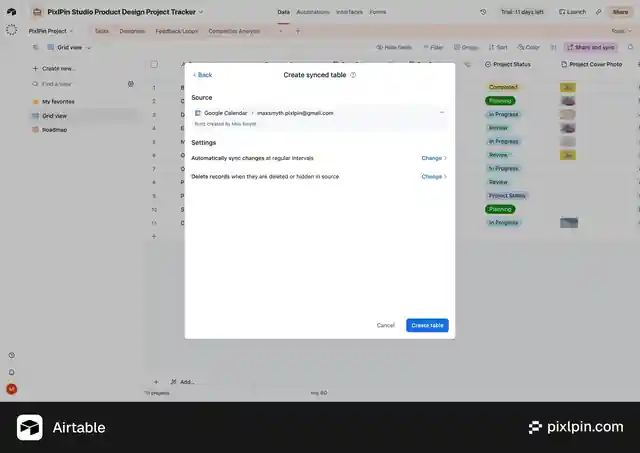 PixlPin Studio Product Design Project Tracker
Data
Automations
Interfaces
Forms
Trial: 11 days left
Launch
Share
PixlPin Project
Tasks
Designers
Feedback Loops
Competitor Analysis
Tools
Grid view
Hide fields
Filter
Group
Sort
Color
Share and sync
Create new...
Find a view
My favorites
Grid view
Roadmap
Project Status
Project Cover Photo
Completed
Planning
In Progress
Review
In Progress
Review
In Progress
Review
Project Status
Planning
In Progress
Back
Create synced table
Source
Google Calendar
maxsmyth.pixlpin@gmail.com
Settings
Automatically sync changes at regular intervals
Change
Delete records when they are deleted or hidden in source
Change
Cancel
Create table
Add...
11 projects
Airtable
pixlpin.com